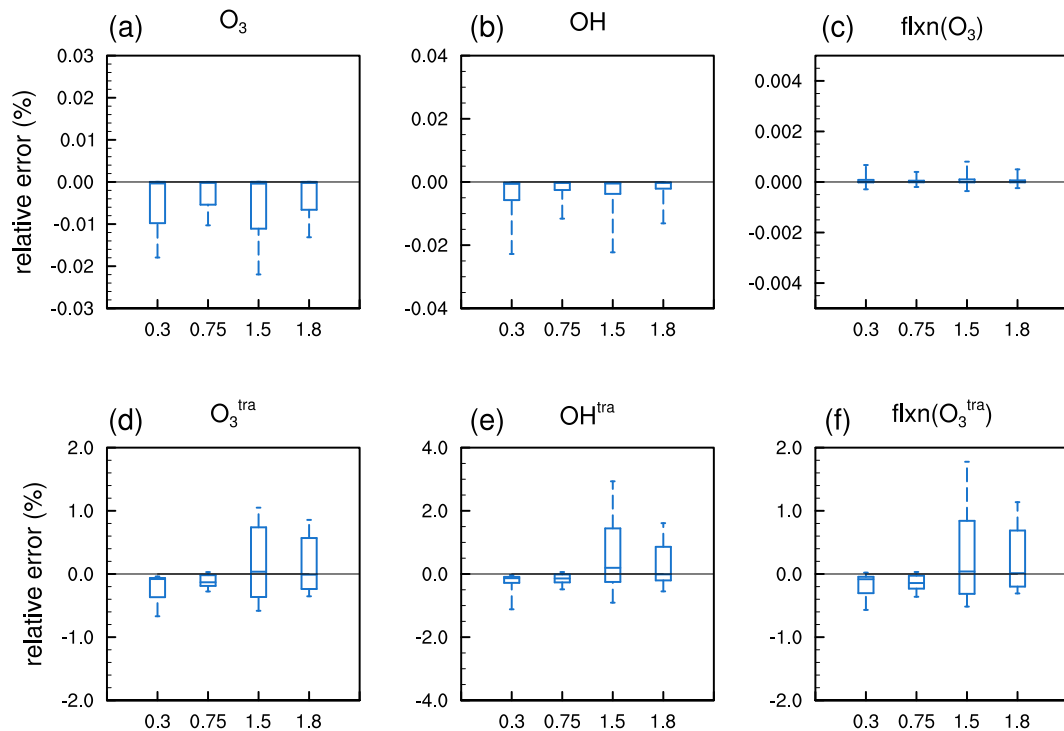 (a) O₃
(b) OH
(c) flxn(O₃)
relative error (%)
0.03
0.02
0.01
0.00
-0.01
-0.02
-0.03
0.3 0.75 1.5 1.8
0.04
0.02
0.00
-0.02
-0.04
0.3 0.75 1.5 1.8
0.004
0.002
0.000
-0.002
-0.004
0.3 0.75 1.5 1.8
(d) O₃ᵗʳᵃ
(e) OHᵗʳᵃ
(f) flxn(O₃ᵗʳᵃ)
relative error (%)
2.0
1.0
0.0
-1.0
-2.0
0.3 0.75 1.5 1.8
4.0
2.0
0.0
-2.0
-4.0
0.3 0.75 1.5 1.8
2.0
1.0
0.0
-1.0
-2.0
0.3 0.75 1.5 1.8